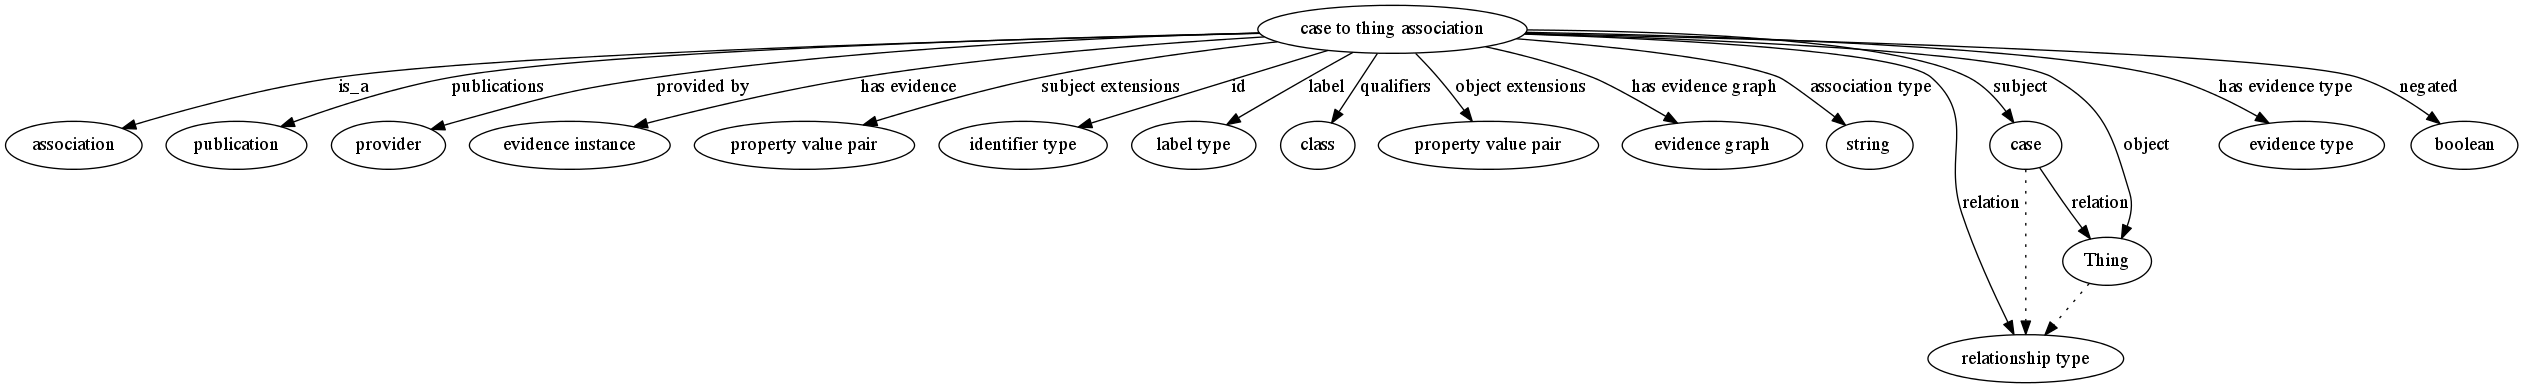 case to thing association
is_a
publications
provided by
has evidence
subject extensions
id
label
qualifiers
object extensions
has evidence graph
association type
subject
object
has evidence type
negated
association
publication
provider
evidence instance
property value pair
identifier type
label type
class
property value pair
evidence graph
string
case
evidence type
boolean
relation
relation
Thing
relationship type